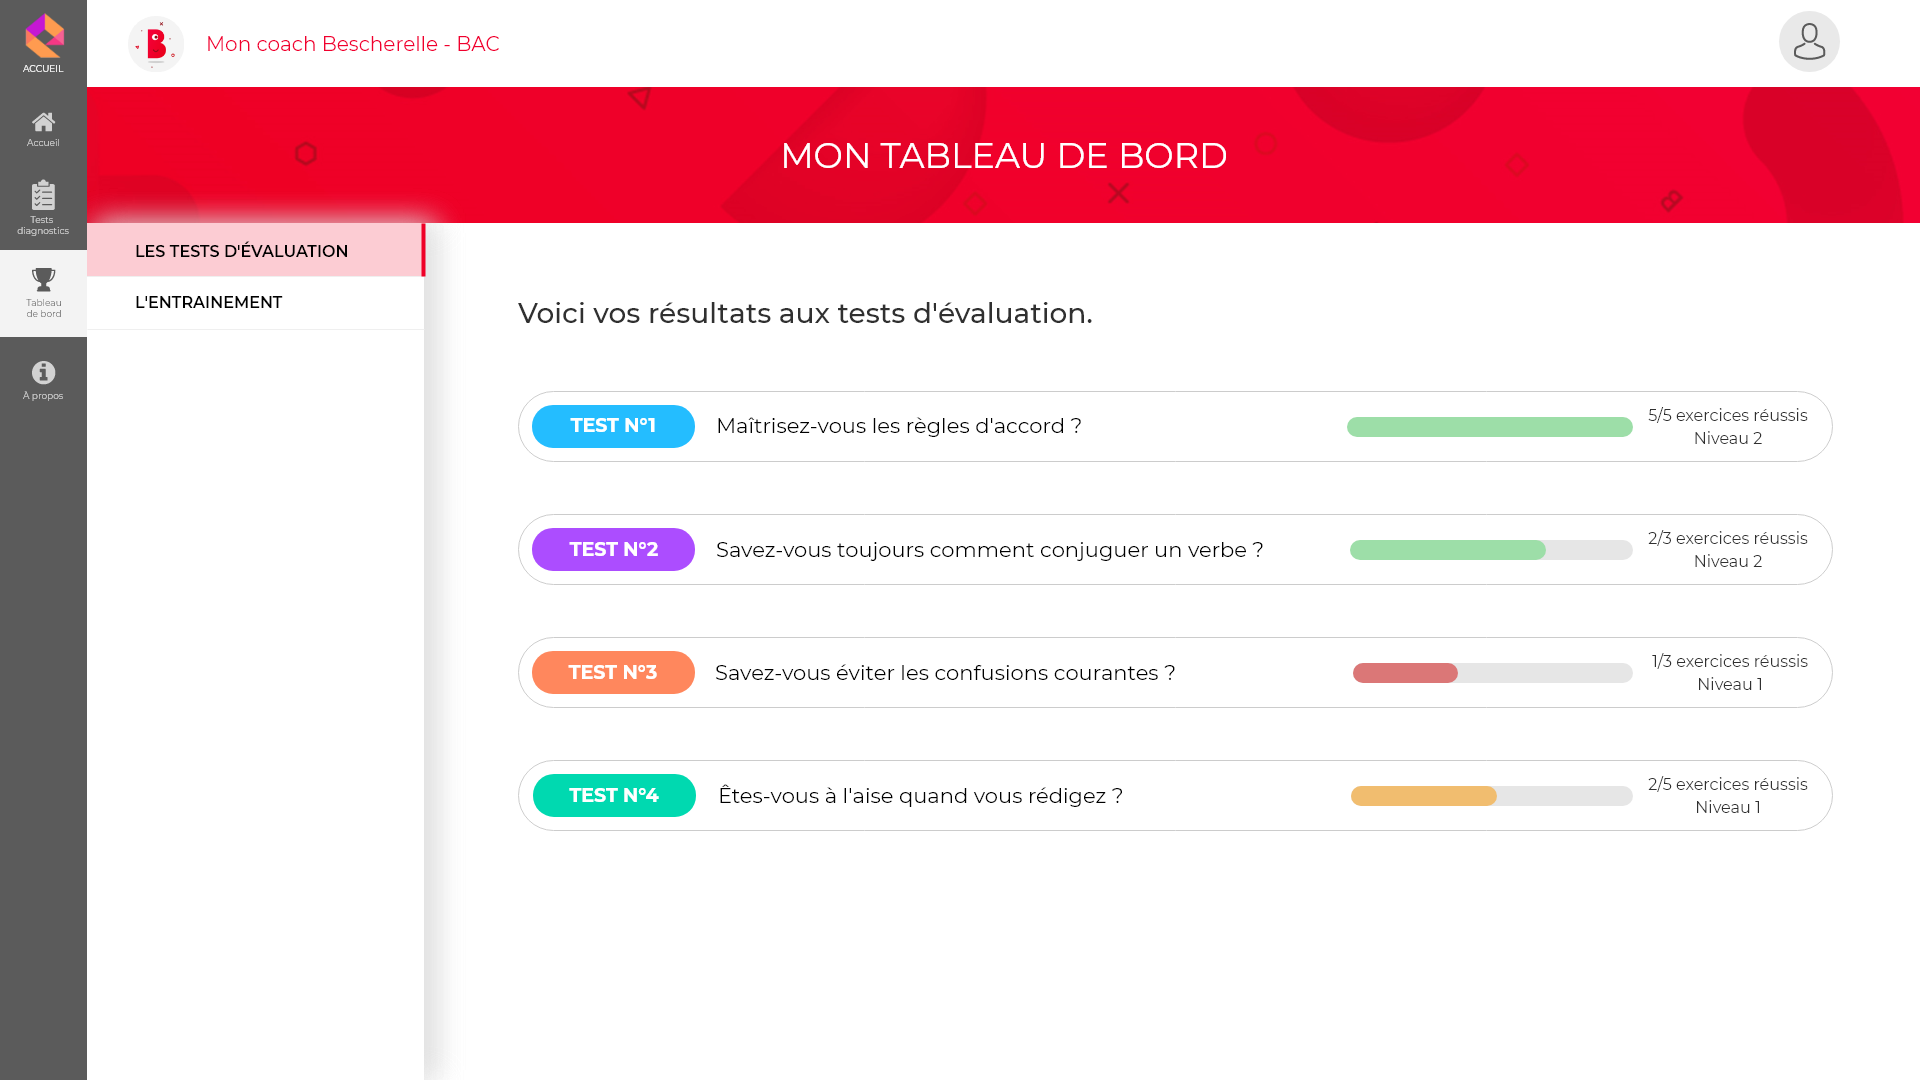 ACCUEIL
Mon coach Bescherelle - BAC
Accueil
Tests
diagnostics
Tableau
de bord
À propos
MON TABLEAU DE BORD
LES TESTS D'ÉVALUATION
L'ENTRAINEMENT
Voici vos résultats aux tests d'évaluation.
TEST N°1
Maîtrisez-vous les règles d'accord ?
5/5 exercices réussis
Niveau 2
TEST N°2
Savez-vous toujours comment conjuguer un verbe ?
2/3 exercices réussis
Niveau 2
TEST N°3
Savez-vous éviter les confusions courantes ?
1/3 exercices réussis
Niveau 1
TEST N°4
Êtes-vous à l'aise quand vous rédigez ?
2/5 exercices réussis
Niveau 1